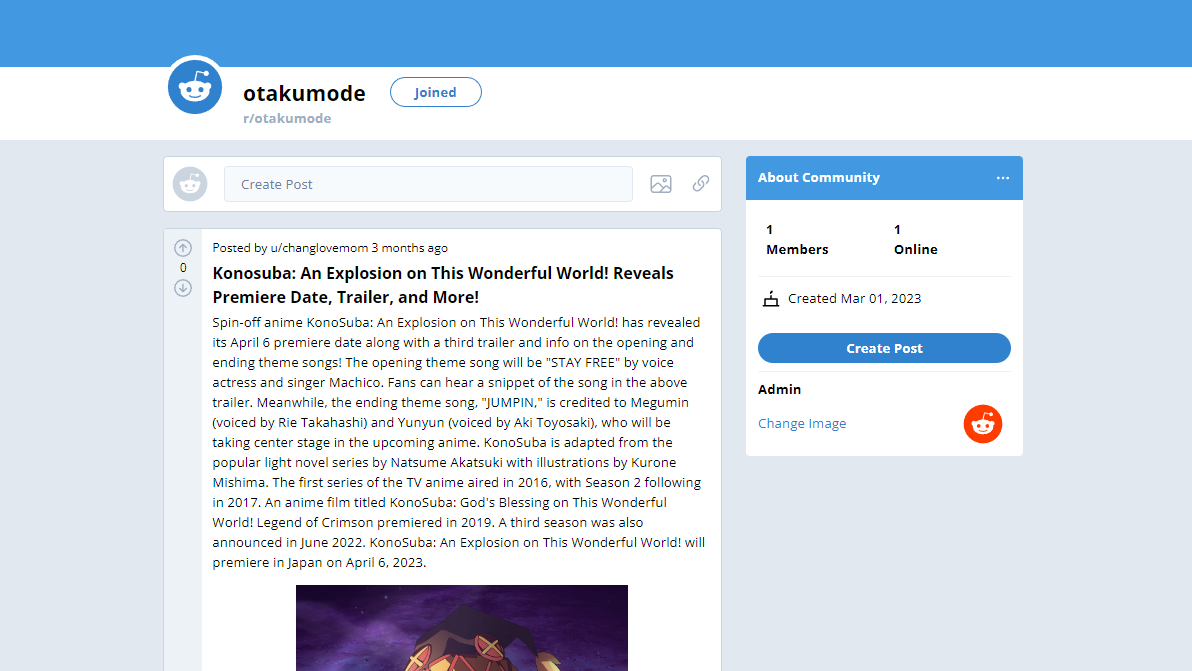 otakumode
Joined
r/otakumode
Create Post
Posted by u/changlovemom 3 months ago
0
Konosuba: An Explosion on This Wonderful World! Reveals
Premiere Date, Trailer, and More!
Spin-off anime KonoSuba: An Explosion on This Wonderful World! has revealed
its April 6 premiere date along with a third trailer and info on the opening and
ending theme songs! The opening theme song will be "STAY FREE" by voice
actress and singer Machico. Fans can hear a snippet of the song in the above
trailer. Meanwhile, the ending theme song, "JUMPIN," is credited to Megumin
(voiced by Rie Takahashi) and Yunyun (voiced by Aki Toyosaki), who will be
taking center stage in the upcoming anime. KonoSuba is adapted from the
popular light novel series by Natsume Akatsuki with illustrations by Kurone
Mishima. The first series of the TV anime aired in 2016, with Season 2 following
in 2017. An anime film titled KonoSuba: God's Blessing on This Wonderful
World! Legend of Crimson premiered in 2019. A third season was also
announced in June 2022. KonoSuba: An Explosion on This Wonderful World! will
premiere in Japan on April 6, 2023.
About Community
1
Members
1
Online
Created Mar 01, 2023
Create Post
Admin
Change Image